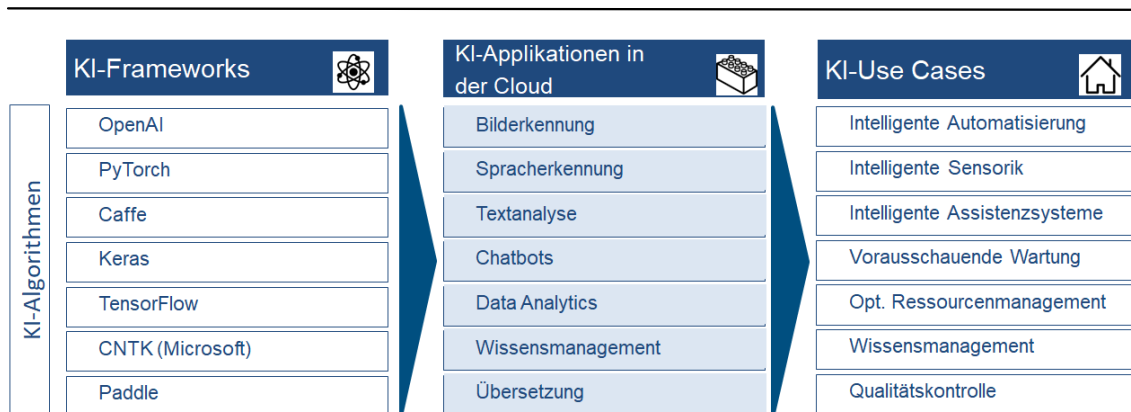 KI-Frameworks
KI-Applikationen in
der Cloud
KI-Use Cases
KI-Algorithmen
OpenAI
PyTorch
Caffe
Keras
TensorFlow
CNTK (Microsoft)
Paddle
Bilderkennung
Spracherkennung
Textanalyse
Chatbots
Data Analytics
Wissensmanagement
Übersetzung
Intelligente Automatisierung
Intelligente Sensorik
Intelligente Assistenzsysteme
Vorausschauende Wartung
Opt. Ressourcenmanagement
Wissensmanagement
Qualitätskontrolle